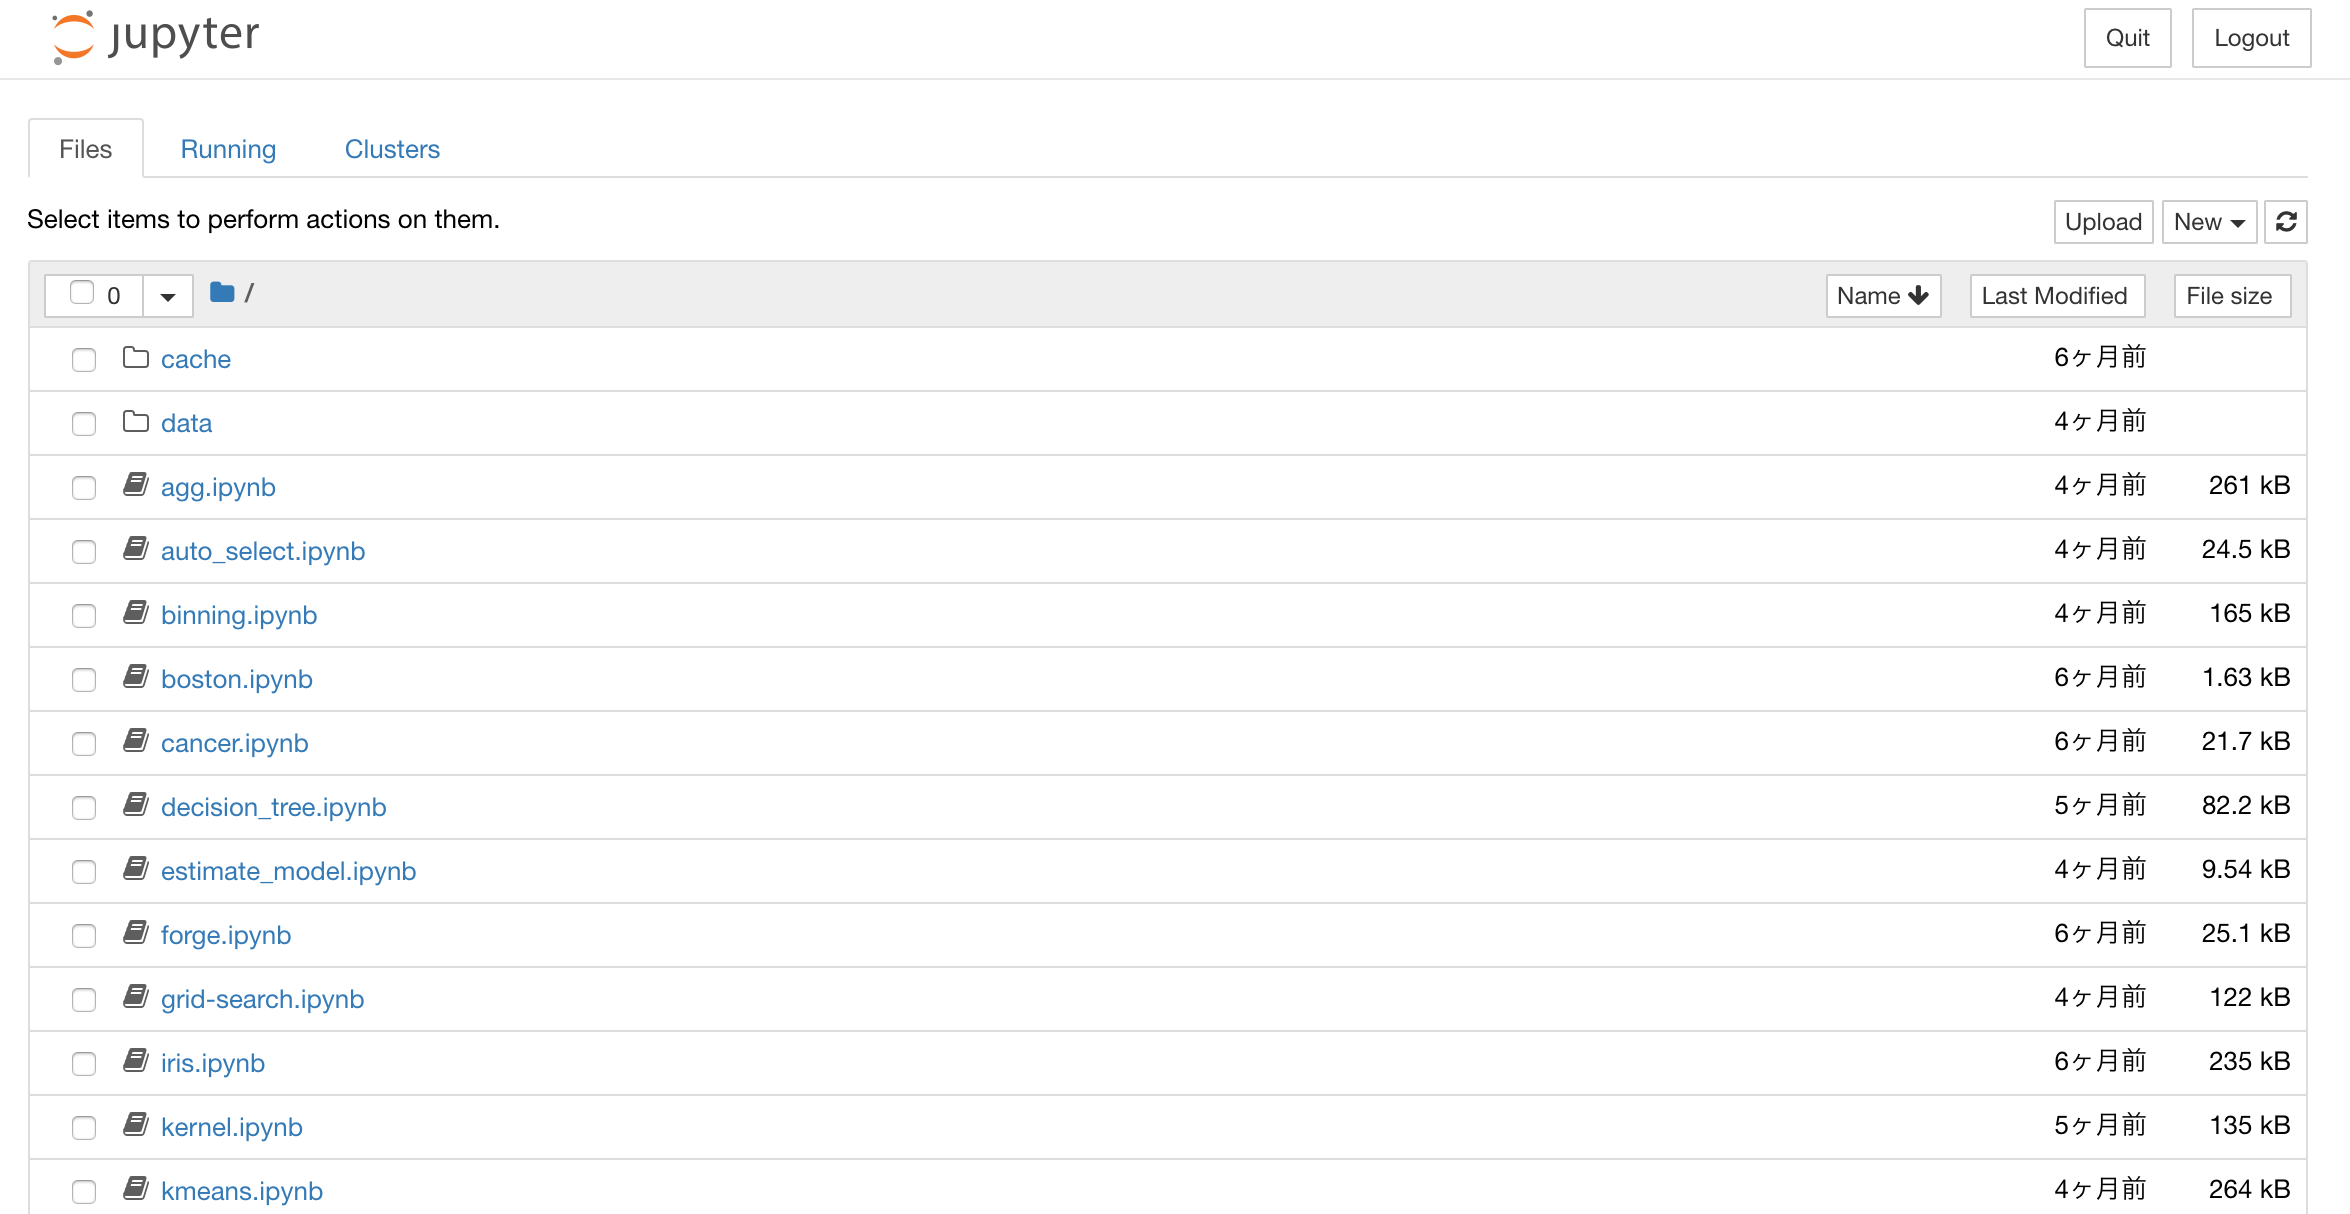 jupyter Quit Logout
Files Running Clusters
Select items to perform actions on them. Upload New
0 / Name Last Modified File size
cache 6ヶ月前
data 4ヶ月前
agg.ipynb 4ヶ月前 261 kB
auto_select.ipynb 4ヶ月前 24.5 kB
binning.ipynb 4ヶ月前 165 kB
boston.ipynb 6ヶ月前 1.63 kB
cancer.ipynb 6ヶ月前 21.7 kB
decision_tree.ipynb 5ヶ月前 82.2 kB
estimate_model.ipynb 4ヶ月前 9.54 kB
forge.ipynb 6ヶ月前 25.1 kB
grid-search.ipynb 4ヶ月前 122 kB
iris.ipynb 6ヶ月前 235 kB
kernel.ipynb 5ヶ月前 135 kB
kmeans.ipynb 4ヶ月前 264 kB